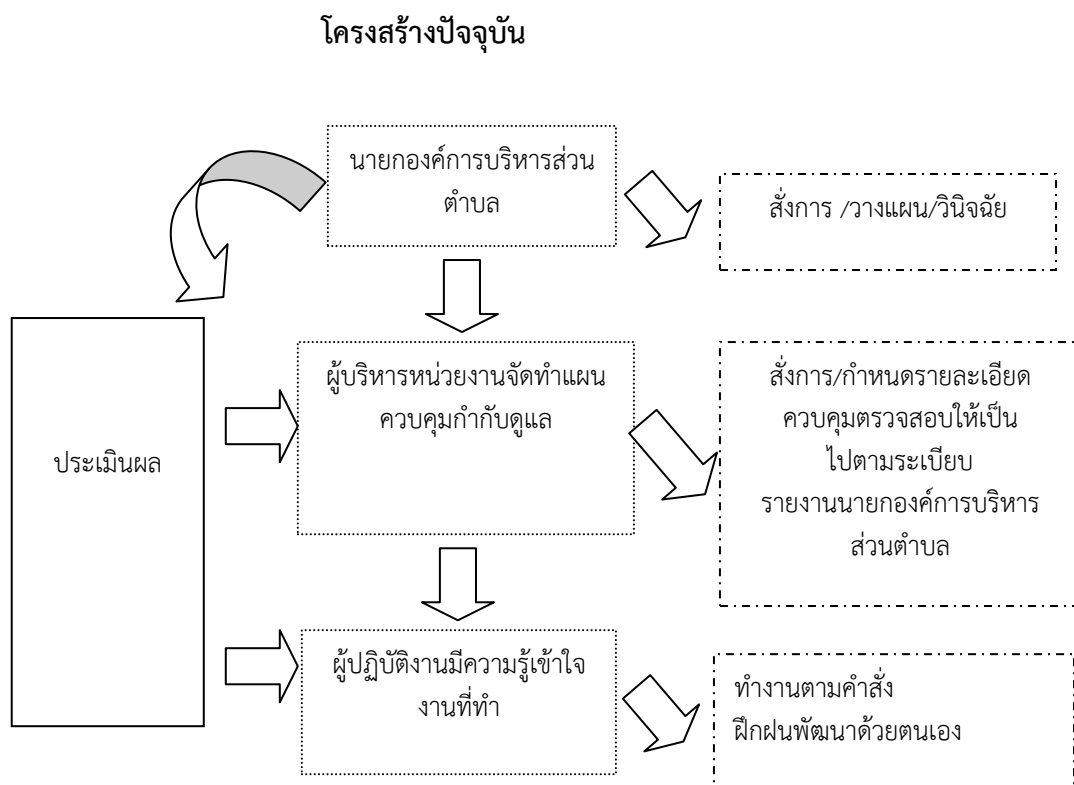 โครงสร้างปัจจุบัน
นายกองค์การบริหารส่วน
ตำบล
สั่งการ /วางแผน/วินิจฉัย
ผู้บริหารหน่วยงานจัดทำแผน
ควบคุมกำกับดูแล
สั่งการ/กำหนดรายละเอียด
ควบคุมตรวจสอบให้เป็น
ไปตามระเบียบ
รายงานนายกองค์การบริหาร
ส่วนตำบล
ประเมินผล
ผู้ปฏิบัติงานมีความรู้เข้าใจ
งานที่ทำ
ทำงานตามคำสั่ง
ฝึกฝนพัฒนาด้วยตนเอง